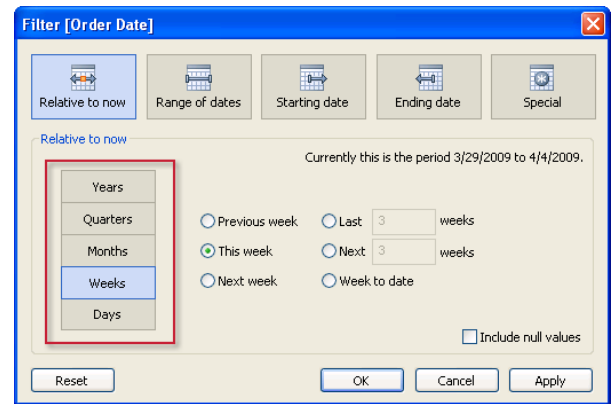 Filter [Order Date]
Relative to now
Range of dates
Starting date
Ending date
Special
Relative to now
Currently this is the period 3/29/2009 to 4/4/2009.
Years
Quarters
Months
Weeks
Days
Previous week
Last 3 weeks
This week
Next 3 weeks
Next week
Week to date
Include null values
Reset
OK
Cancel
Apply